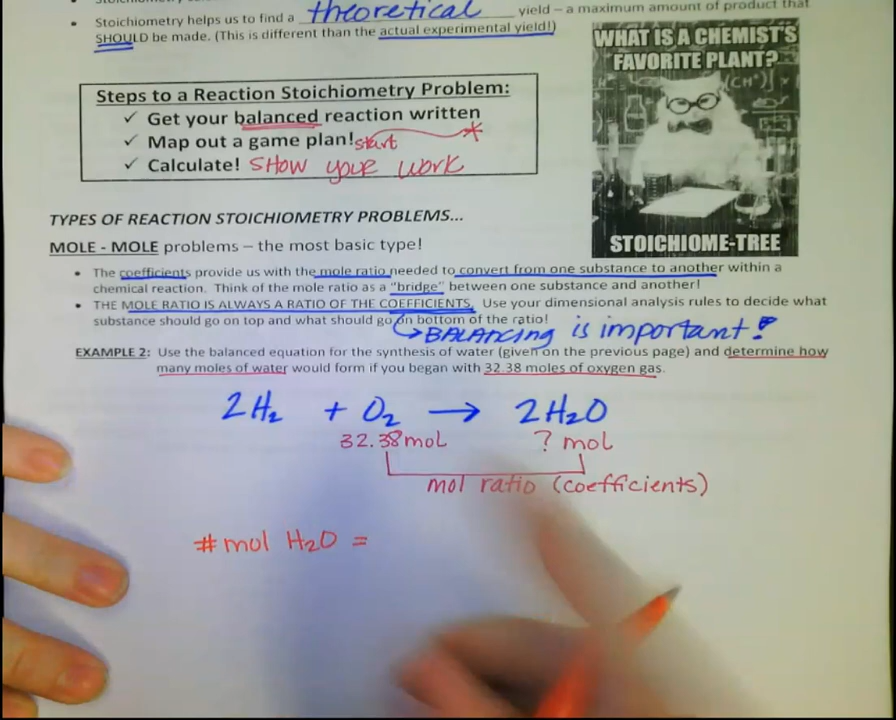 • Stoichiometry helps us to find a theoretical yield – a maximum amount of product that
SHOULD be made. (This is different than the actual experimental yield!)
WHAT IS A CHEMIST'S
FAVORITE PLANT?
STOICHIOME-TREE
Steps to a Reaction Stoichiometry Problem:
✓ Get your balanced reaction written
✓ Map out a game plan! start
✓ Calculate! SHOW your work
TYPES OF REACTION STOICHIOMETRY PROBLEMS...
MOLE - MOLE problems – the most basic type!
• The coefficients provide us with the mole ratio needed to convert from one substance to another within a
chemical reaction. Think of the mole ratio as a "bridge" between one substance and another!
• THE MOLE RATIO IS ALWAYS A RATIO OF THE COEFFICIENTS. Use your dimensional analysis rules to decide what
substance should go on top and what should go on bottom of the ratio!
BALANCING is important!
EXAMPLE 2: Use the balanced equation for the synthesis of water (given on the previous page) and determine how
many moles of water would form if you began with 32.38 moles of oxygen gas.
2H₂ + O₂ → 2H₂O
32.38 mol ? mol
mol ratio (coefficients)
# mol H₂O =